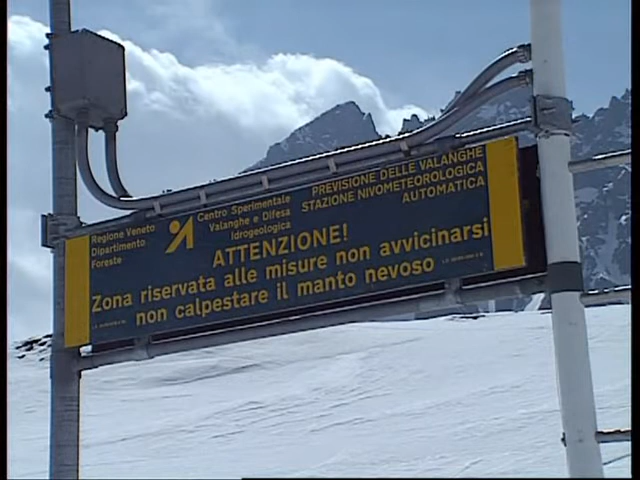 Regione Veneto
Dipartimento
Foreste
Centro Sperimentale
Valanghe e Difesa
Idrogeologica
PREVISIONE DELLE VALANGHE
STAZIONE NIVOMETEOROLOGICA
AUTOMATICA
ATTENZIONE!
Zona riservata alle misure non avvicinarsi
non calpestare il manto nevoso